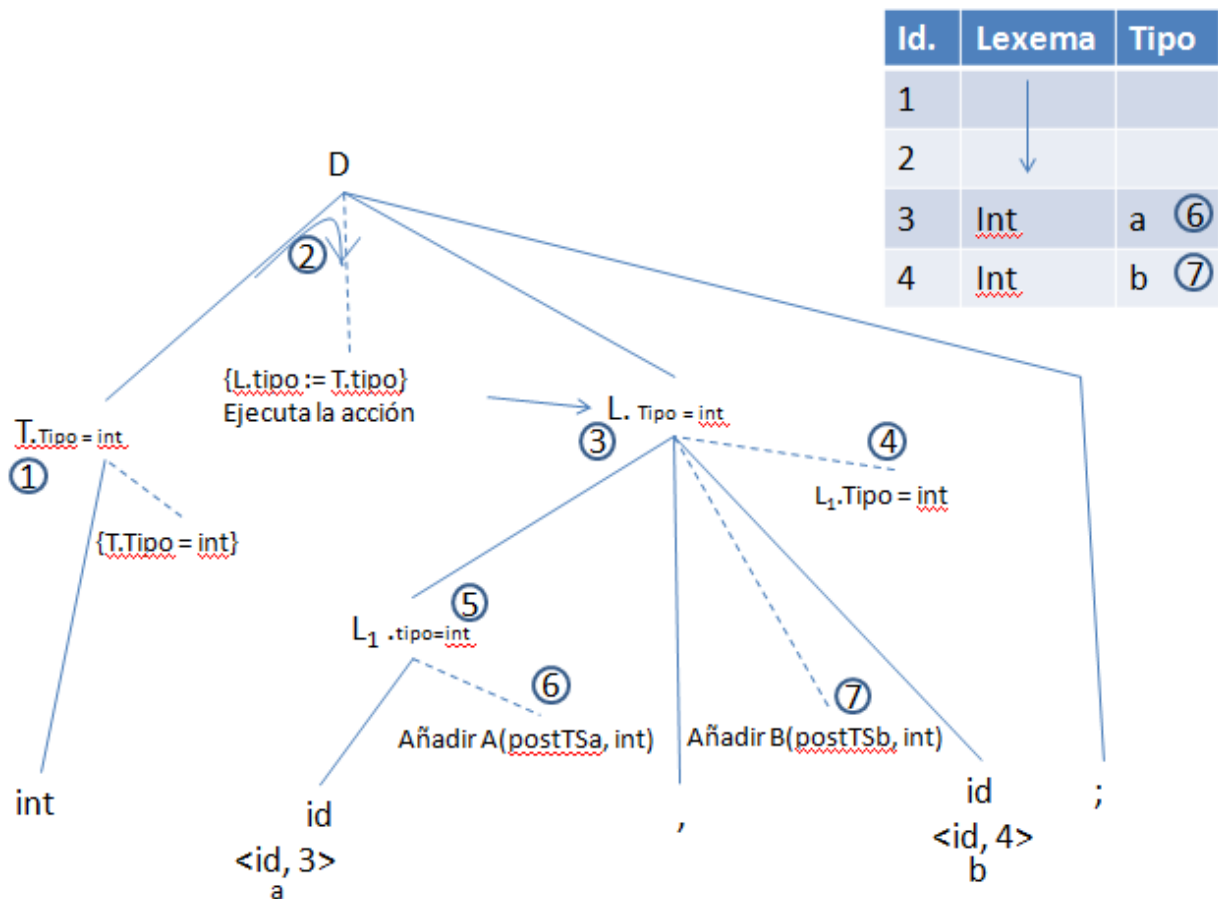 Id. Lexema Tipo
1
2
3 Int a ⑥
4 Int b ⑦
D
②
{L.tipo := T.tipo}
Ejecuta la acción
T.Tipo = int
①
{T.Tipo = int}
L. Tipo = int
③
④
L₁.Tipo = int
⑤
L₁ .tipo=int
⑥
Añadir A(postTSa, int)
⑦
Añadir B(postTSb, int)
int
id
<id, 3>
a
,
id
<id, 4>
b
;